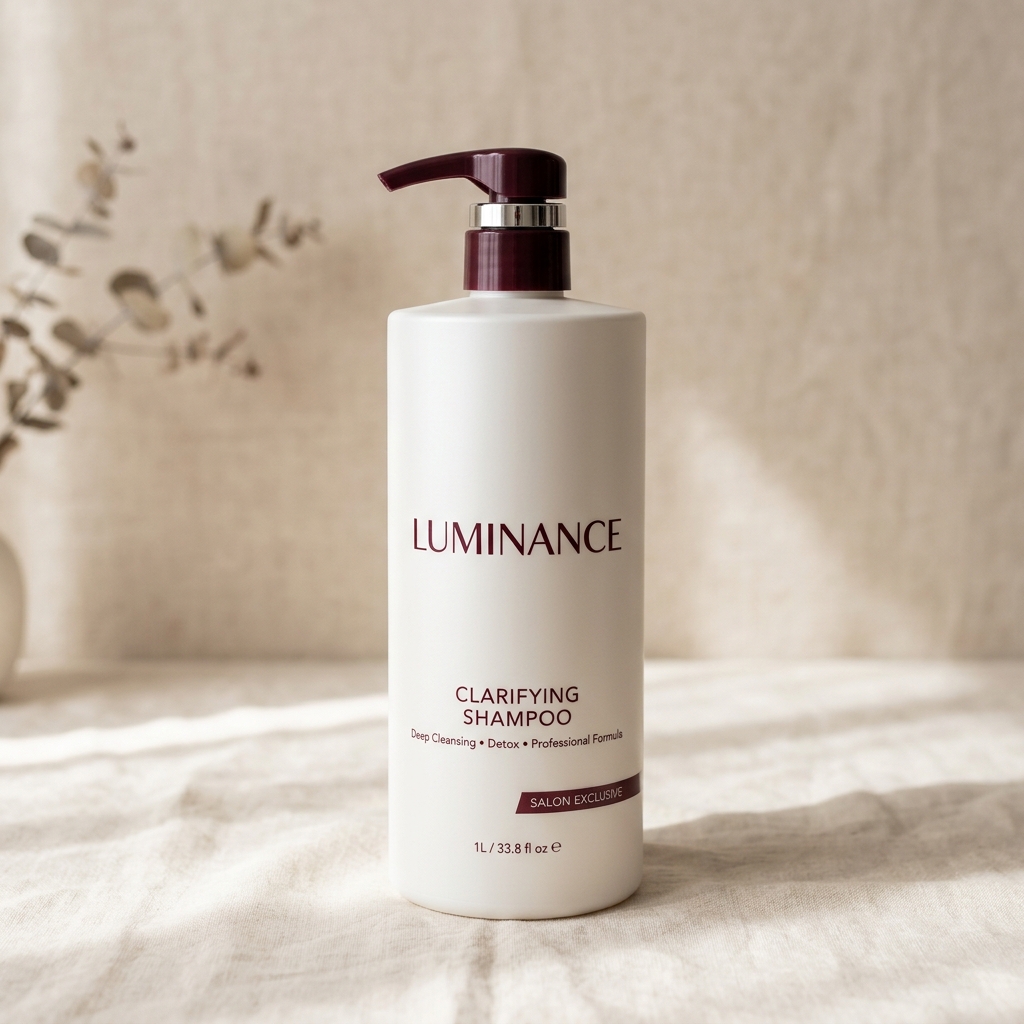 LUMINANCE
CLARIFYING
SHAMPOO
Deep Cleansing • Detox • Professional Formula
SALON EXCLUSIVE
1L / 33.8 fl oz ℮